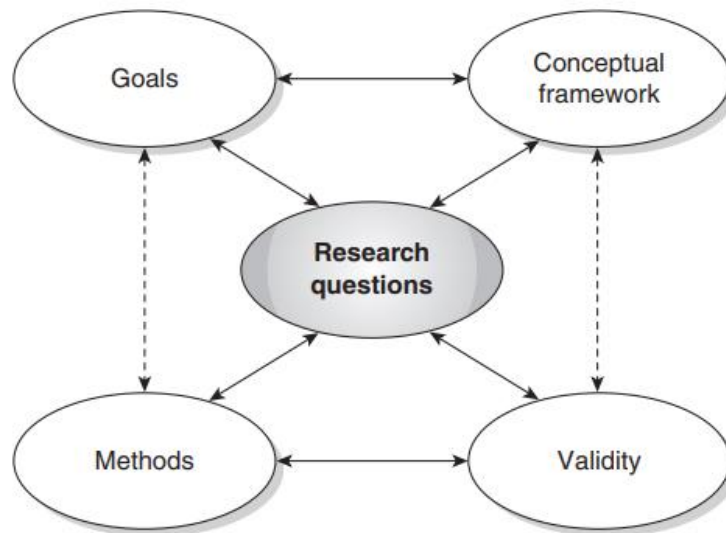 Goals
Conceptual
framework
Research
questions
Methods
Validity